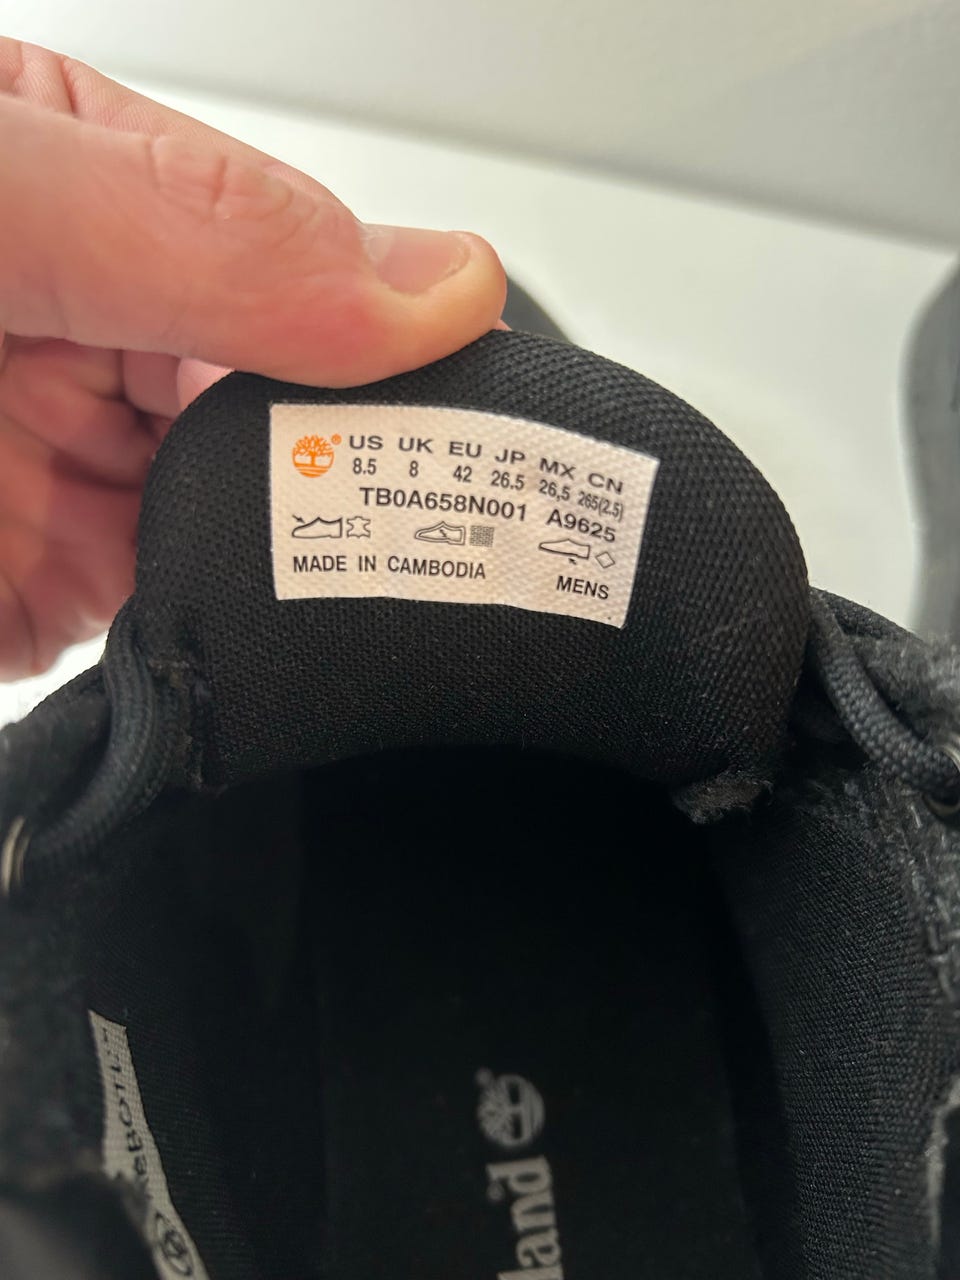 US UK EU JP MX CN
8.5 8 42 26.5 26,5 265(2.5)
TB0A658N001 A9625
MADE IN CAMBODIA
MENS
land